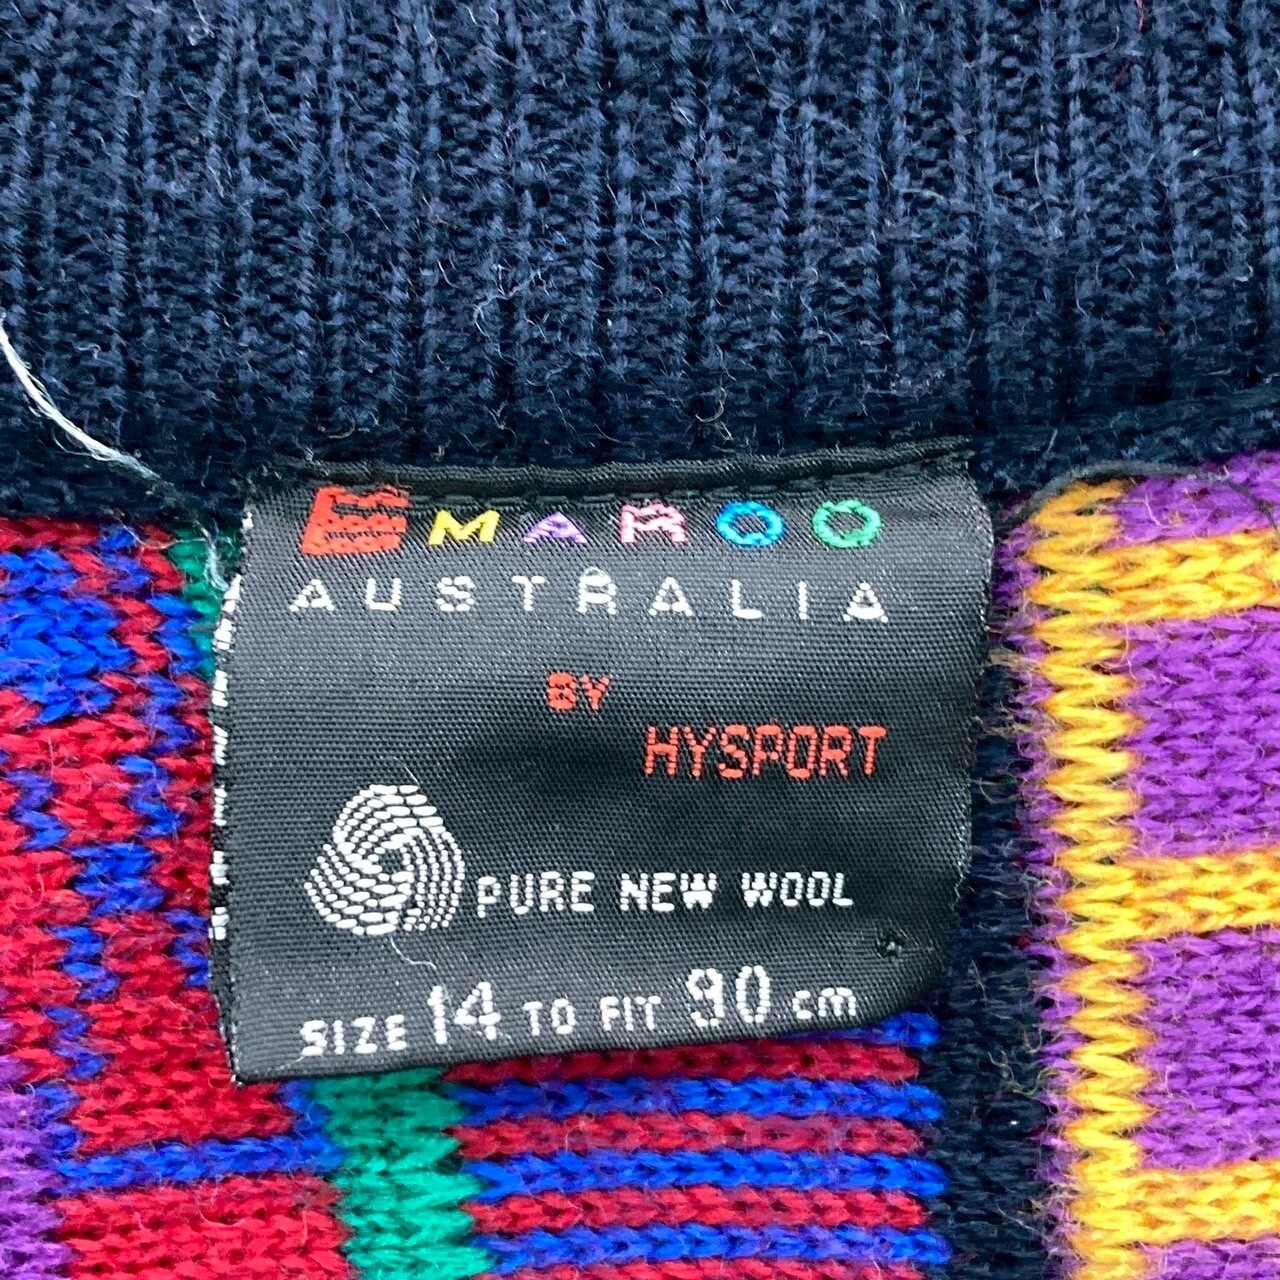 EMAROO
AUSTRALIA
BY
HYSPORT
PURE NEW WOOL
SIZE 14 TO FIT 90 cm